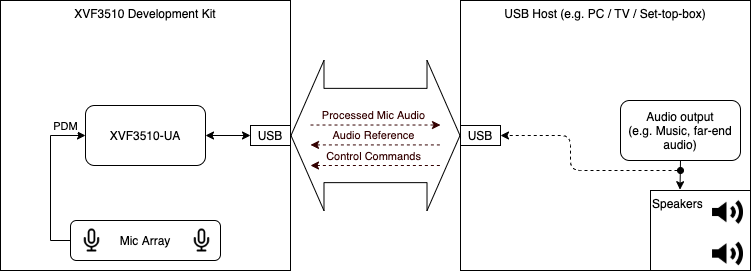 XVF3510 Development Kit
USB Host (e.g. PC / TV / Set-top-box)
PDM
XVF3510-UA
USB
Processed Mic Audio
Audio Reference
Control Commands
USB
Audio output
(e.g. Music, far-end
audio)
Mic Array
Speakers